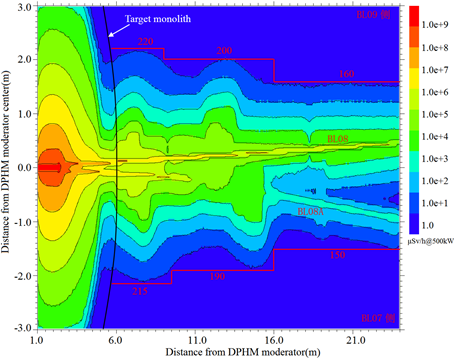 3.0
BL09 側
Target monolith
220
200
160
1.0e+9
1.0e+8
1.0e+7
1.0e+6
1.0e+5
1.0e+4
1.0e+3
1.0e+2
1.0e+1
1.0
μSv/h@500kW
2.0
1.0
0.0
-1.0
-2.0
-3.0
Distance from DPHM moderator center(m)
BL08
BL08A
215
190
150
BL07 側
1.0
6.0
11.0
16.0
21.0
Distance from DPHM moderator(m)